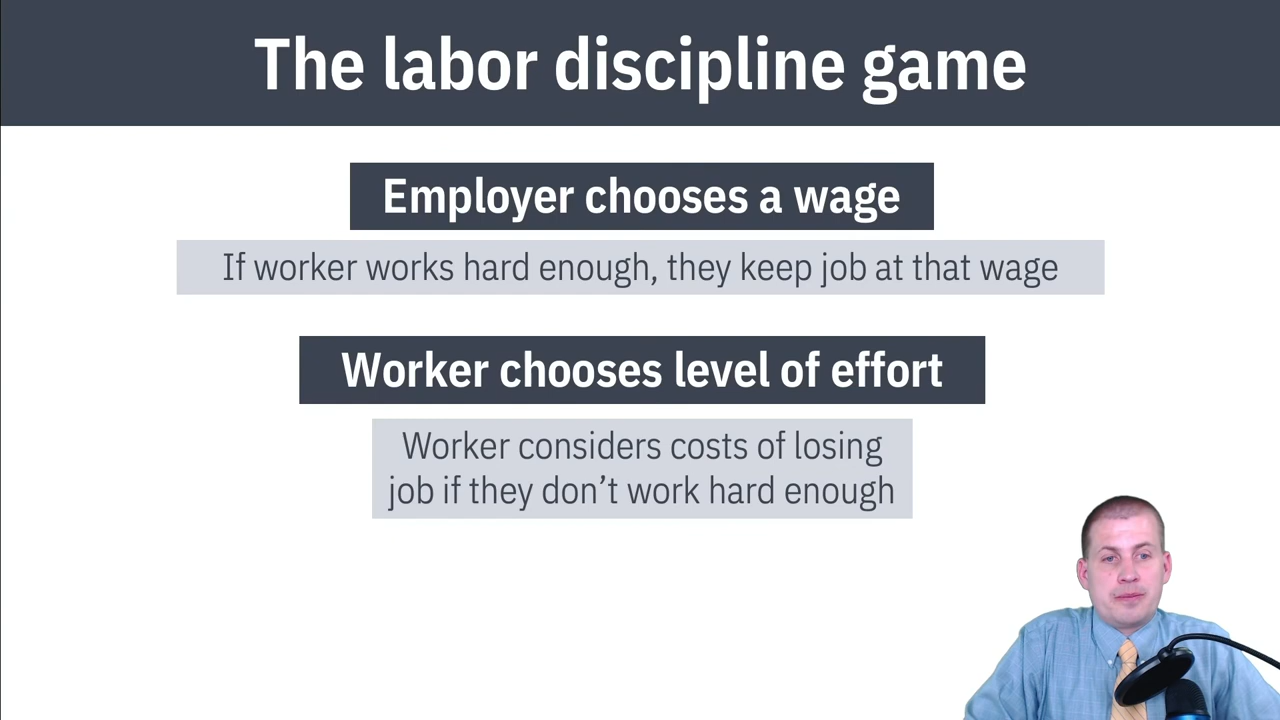 The labor discipline game
Employer chooses a wage
If worker works hard enough, they keep job at that wage
Worker chooses level of effort
Worker considers costs of losing
job if they don’t work hard enough